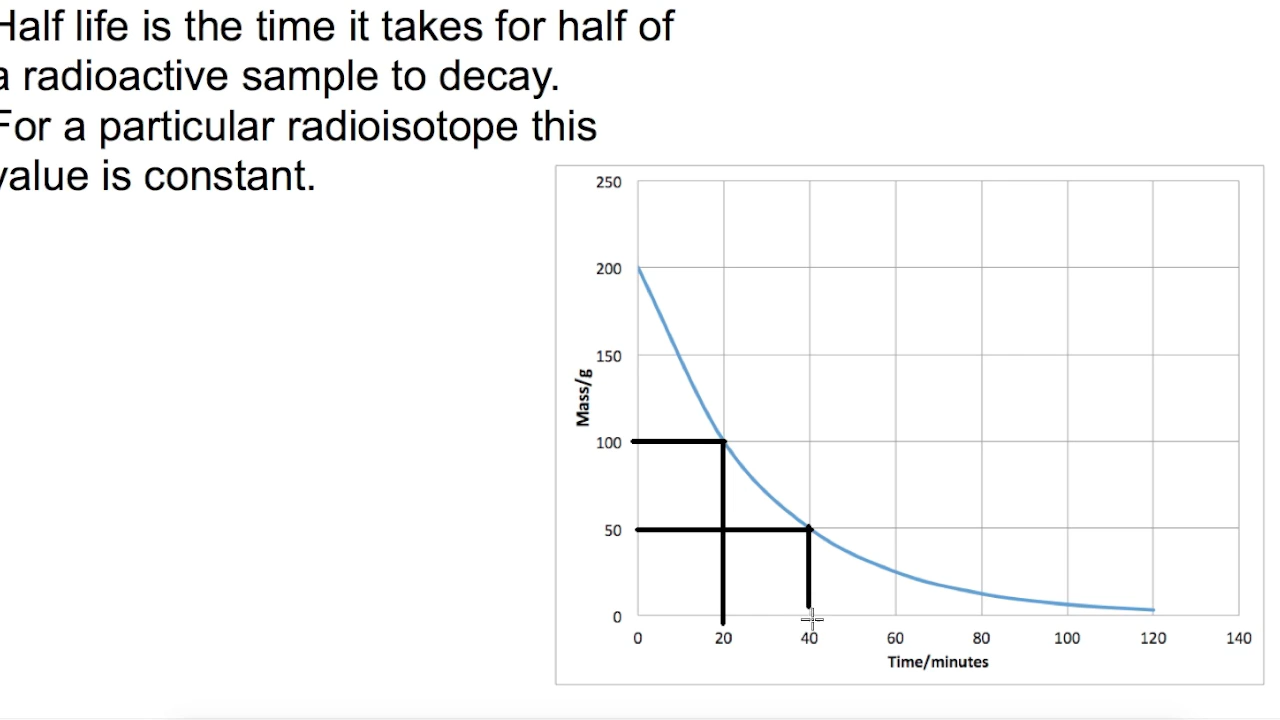 Half life is the time it takes for half of
a radioactive sample to decay.
For a particular radioisotope this
value is constant.
250
200
150
100
50
0
Mass/g
0 20 40 60 80 100 120 140
Time/minutes